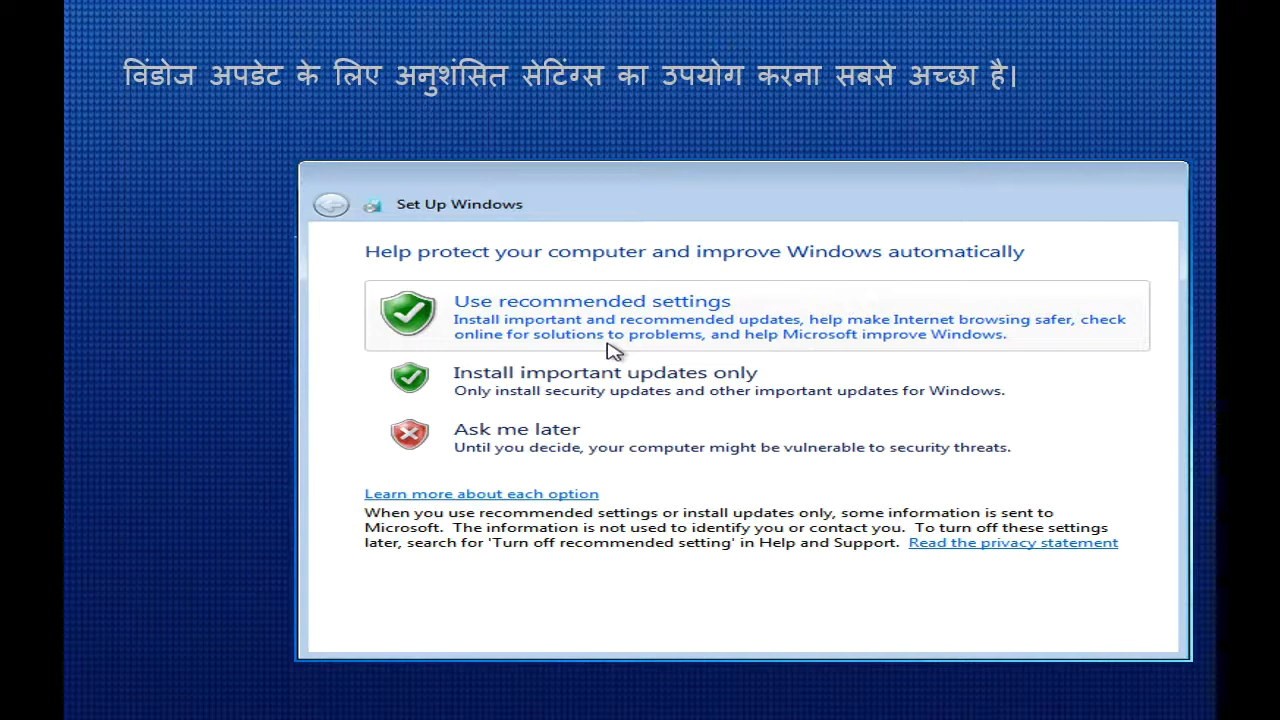 विंडोज अपडेट के लिए अनुशंसित सेटिंग्स का उपयोग करना सबसे अच्छा है।
Set Up Windows
Help protect your computer and improve Windows automatically
Use recommended settings
Install important and recommended updates, help make Internet browsing safer, check
online for solutions to problems, and help Microsoft improve Windows.
Install important updates only
Only install security updates and other important updates for Windows.
Ask me later
Until you decide, your computer might be vulnerable to security threats.
Learn more about each option
When you use recommended settings or install updates only, some information is sent to
Microsoft. The information is not used to identify you or contact you. To turn off these settings
later, search for 'Turn off recommended setting' in Help and Support. Read the privacy statement